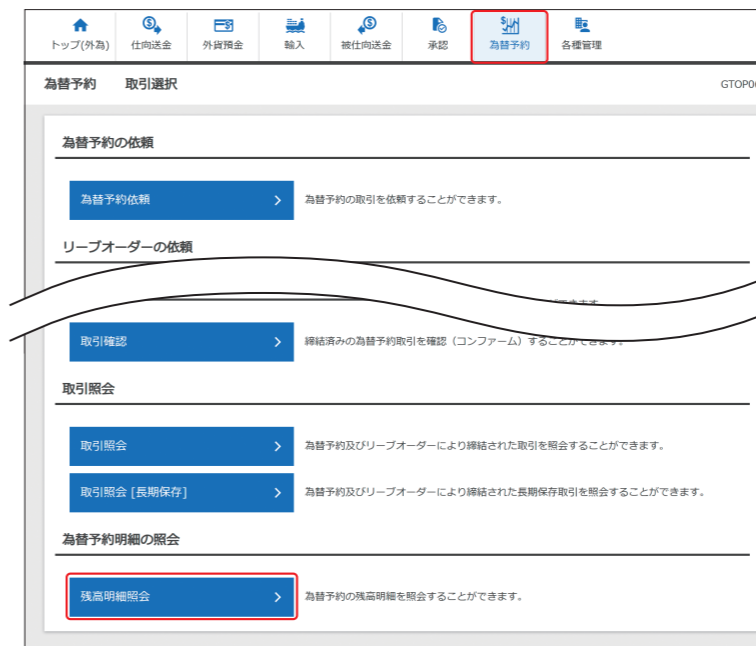 トップ(外為) 仕向送金 外貨預金 輸入 被仕向送金 承認 為替予約 各種管理
為替予約 取引選択 GTOP06
為替予約の依頼
為替予約依頼 為替予約の取引を依頼することができます。
リーブオーダーの依頼
取引確認 締結済みの為替予約取引を確認（コンファーム）することができます。
取引照会
取引照会 為替予約及びリーブオーダーにより締結された取引を照会することができます。
取引照会 [長期保存] 為替予約及びリーブオーダーにより締結された長期保存取引を照会することができます。
為替予約明細の照会
残高明細照会 為替予約の残高明細を照会することができます。